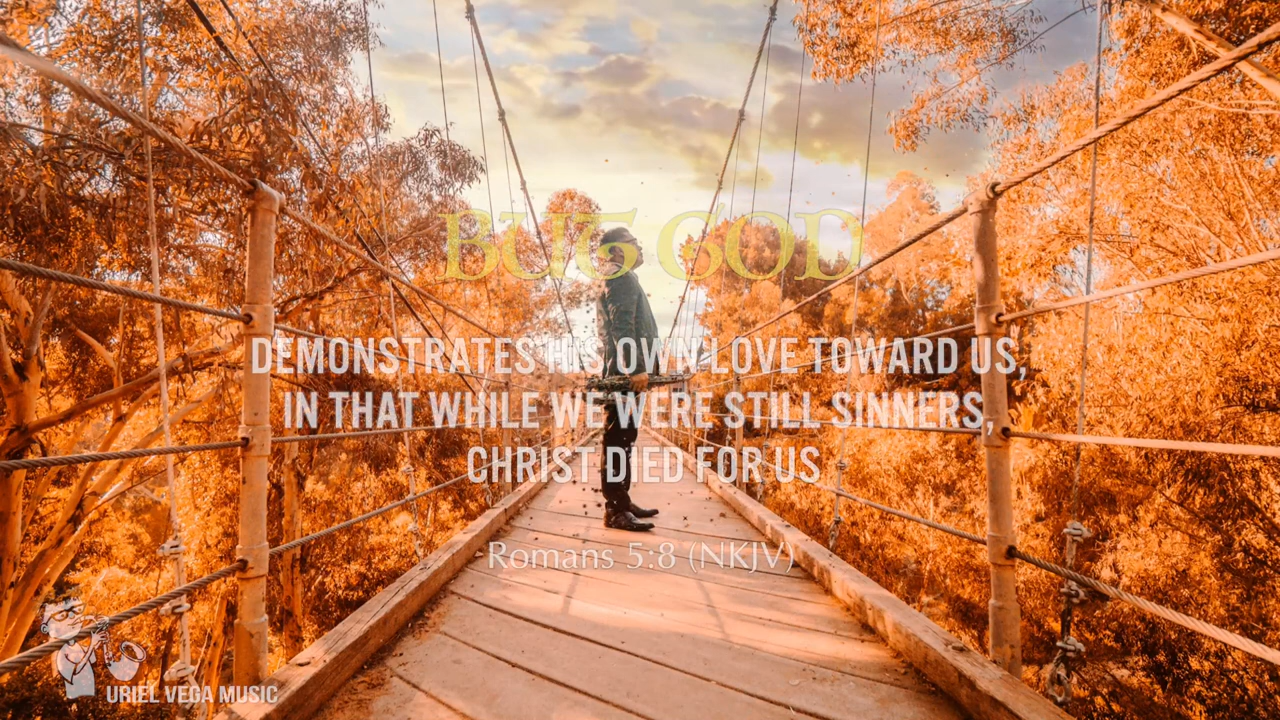 BUT GOD
DEMONSTRATES HIS OWN LOVE TOWARD US,
IN THAT WHILE WE WERE STILL SINNERS,
CHRIST DIED FOR US
Romans 5:8 (NKJV)
URIEL VEGA MUSIC